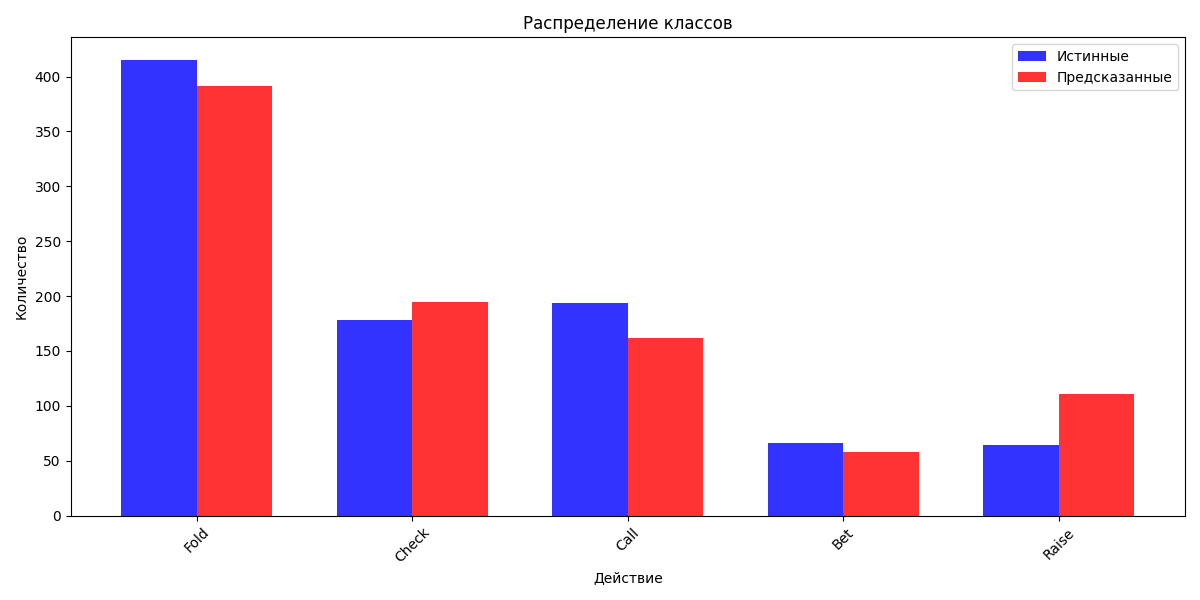 Распределение классов
Истинные
Предсказанные
Количество
400
350
300
250
200
150
100
50
0
Fold
Check
Call
Bet
Raise
Действие